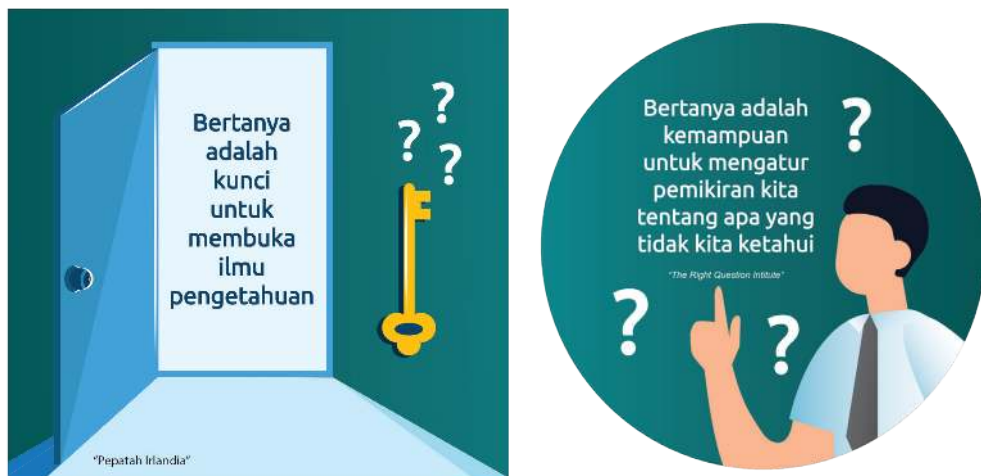 Bertanya
adalah
kunci
untuk
membuka
ilmu
pengetahuan
?
?
?
"Pepatah Irlandia"
Bertanya adalah
kemampuan
untuk mengatur
pemikiran kita
tentang apa yang
tidak kita ketahui
"The Right Question Intitute"
?
?
?